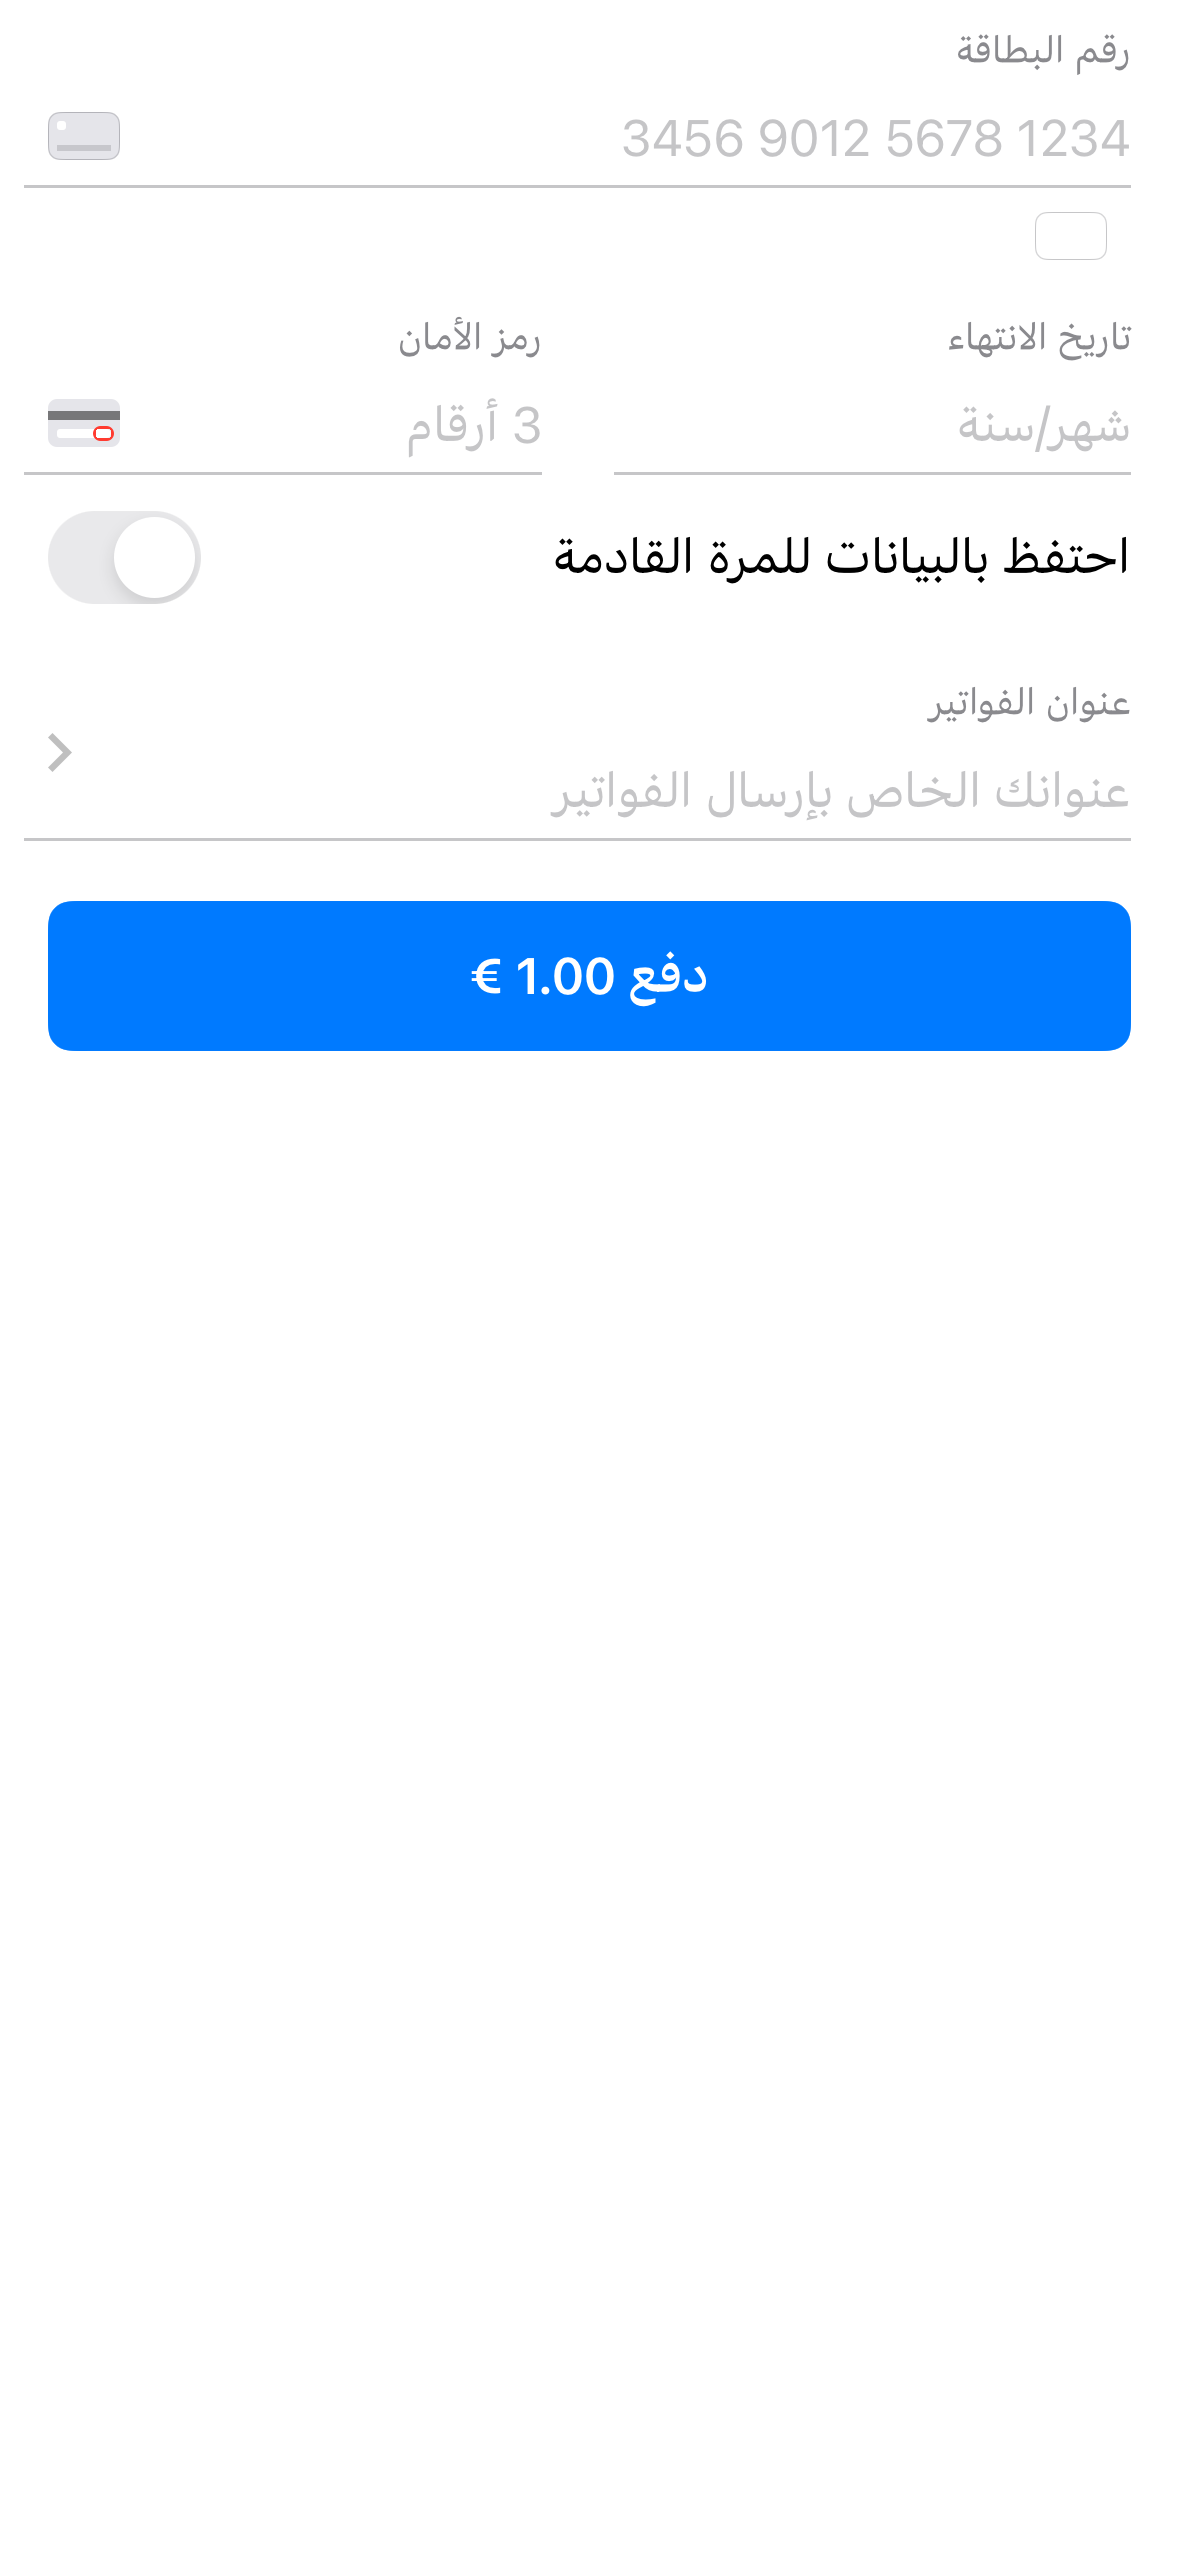 رقم البطاقة
3456 9012 5678 1234
تاريخ الانتهاء
شهر/سنة
رمز الأمان
3 أرقام
احتفظ بالبيانات للمرة القادمة
عنوان الفواتير
عنوانك الخاص بإرسال الفواتير
دفع 1.00 €